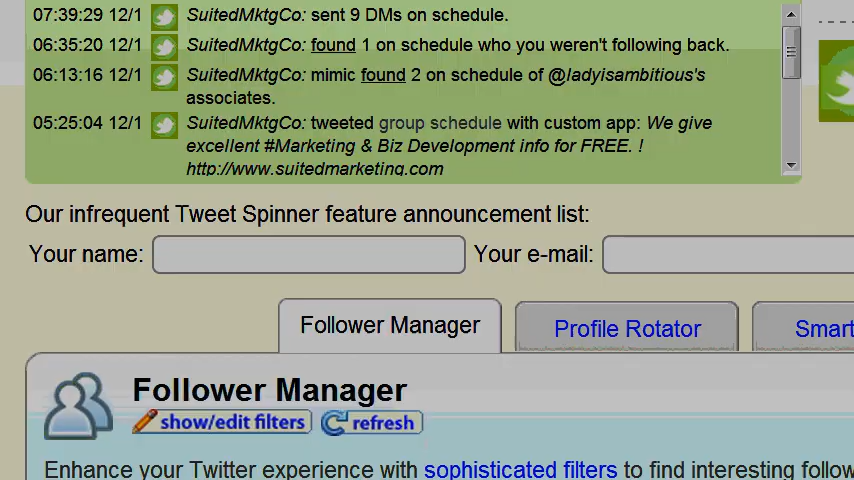 07:39:29 12/1 SuitedMktgCo: sent 9 DMs on schedule.
06:35:20 12/1 SuitedMktgCo: found 1 on schedule who you weren't following back.
06:13:16 12/1 SuitedMktgCo: mimic found 2 on schedule of @ladyisambitious's
associates.
05:25:04 12/1 SuitedMktgCo: tweeted group schedule with custom app: We give
excellent #Marketing & Biz Development info for FREE. !
http://www.suitedmarketing.com
Our infrequent Tweet Spinner feature announcement list:
Your name: Your e-mail:
Follower Manager Profile Rotator Smart
Follower Manager
show/edit filters refresh
Enhance your Twitter experience with sophisticated filters to find interesting follow